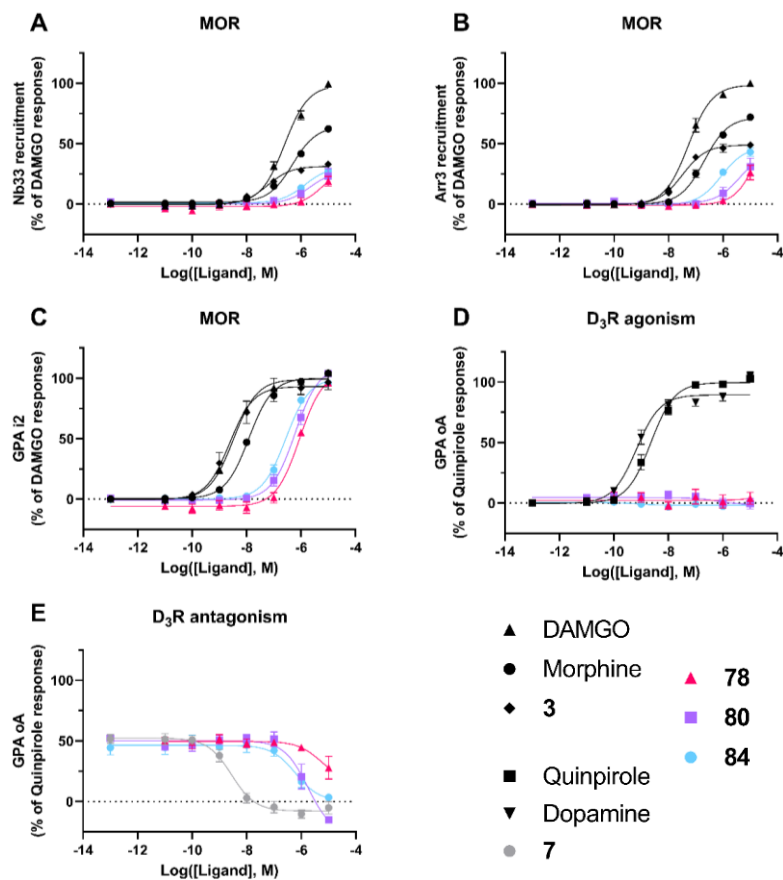 A
MOR
Nb33 recruitment
(% of DAMGO response)
100
50
0
-14 -12 -10 -8 -6 -4
Log([Ligand], M)
B
MOR
Arr3 recruitment
(% of DAMGO response)
100
50
0
-14 -12 -10 -8 -6 -4
Log([Ligand], M)
C
MOR
GPA i2
(% of DAMGO response)
100
50
0
-14 -12 -10 -8 -6 -4
Log([Ligand], M)
D
D₃R agonism
GPA oA
(% of Quinpirole response)
100
50
0
-14 -12 -10 -8 -6 -4
Log([Ligand], M)
E
D₃R antagonism
GPA oA
(% of Quinpirole response)
100
50
0
-14 -12 -10 -8 -6 -4
Log([Ligand], M)
DAMGO
Morphine
3
Quinpirole
Dopamine
7
78
80
84